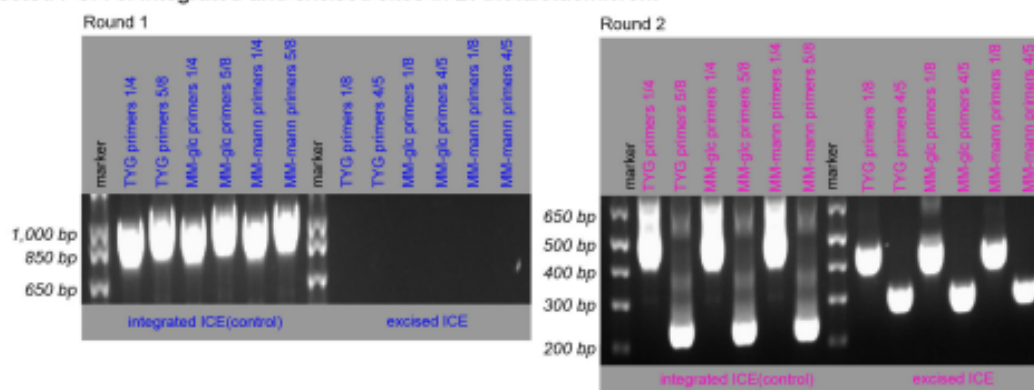 Round 1
marker
TYG primers 1/4
TYG primers 5/8
MM-glc primers 1/4
MM-glc primers 5/8
MM-mann primers 1/4
MM-mann primers 5/8
marker
TYG primers 1/8
TYG primers 4/5
MM-glc primers 1/8
MM-glc primers 4/5
MM-mann primers 1/8
MM-mann primers 4/5
1,000 bp
850 bp
650 bp
integrated ICE(control)
excised ICE
Round 2
marker
TYG primers 1/4
TYG primers 5/8
MM-glc primers 1/4
MM-glc primers 5/8
MM-mann primers 1/4
MM-mann primers 5/8
marker
TYG primers 1/8
TYG primers 4/5
MM-glc primers 1/8
MM-glc primers 4/5
MM-mann primers 1/8
MM-mann primers 4/5
650 bp
500 bp
400 bp
300 bp
200 bp
integrated ICE(control)
excised ICE